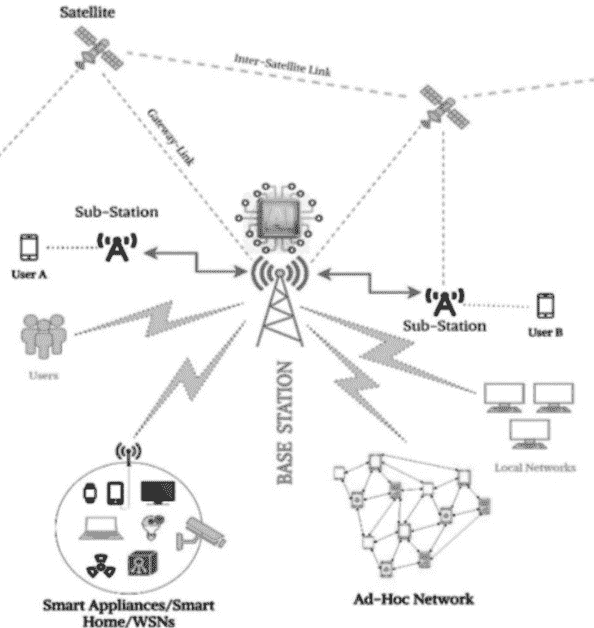 Satellite
Inter-Satellite Link
Gateway-Link
AI
Sub-Station
User A
Sub-Station
User B
Users
BASE STATION
Local Networks
Smart Appliances/Smart
Home/WSNs
Ad-Hoc Network